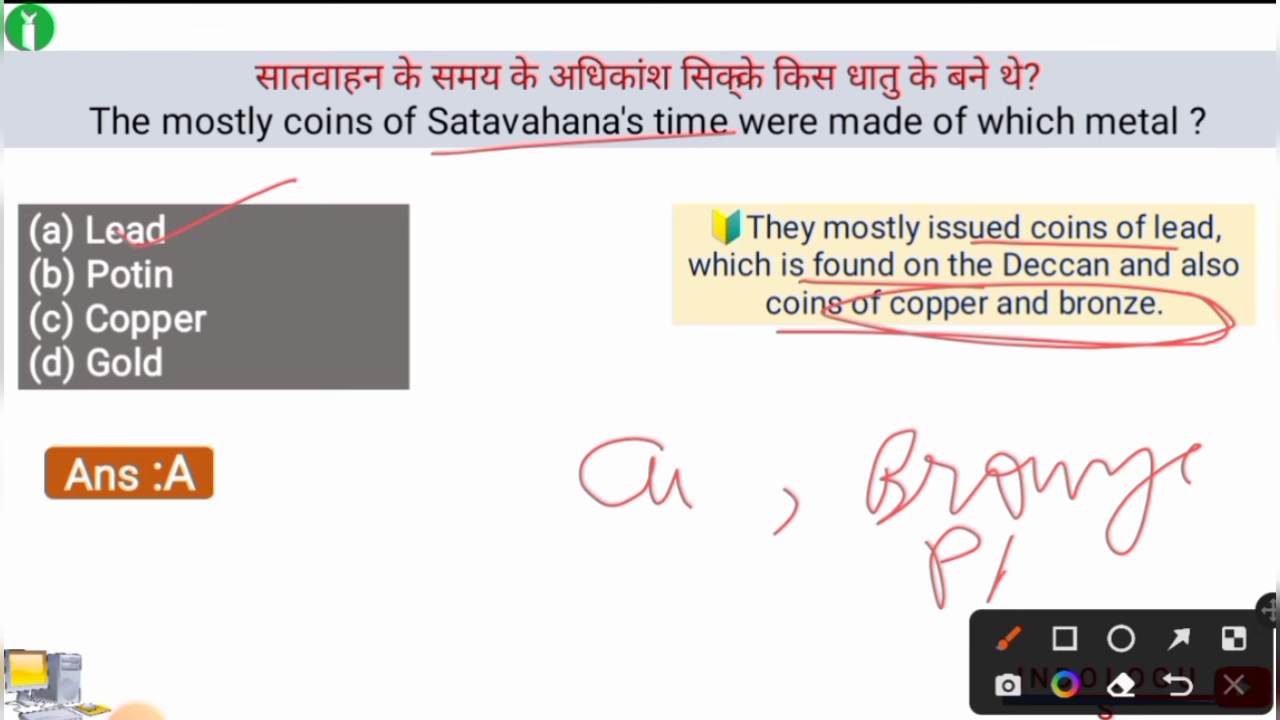 सातवाहन के समय के अधिकांश सिक्के किस धातु के बने थे?
The mostly coins of Satavahana's time were made of which metal ?
(a) Lead
(b) Potin
(c) Copper
(d) Gold
They mostly issued coins of lead,
which is found on the Deccan and also
coins of copper and bronze.
Ans :A
Cu , Bronze